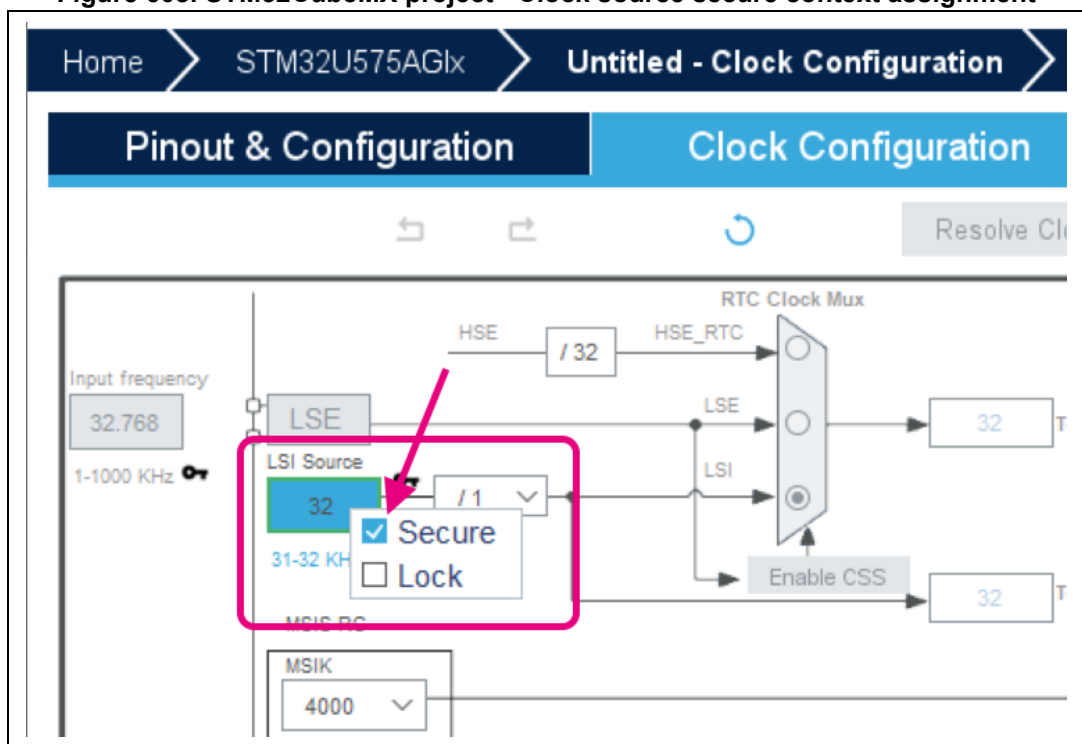 Home STM32U575AGIx Untitled - Clock Configuration
Pinout & Configuration Clock Configuration
Resolve
RTC Clock Mux
HSE / 32 HSE_RTC
Input frequency
32.768
LSE LSE 32
1-1000 KHz
LSI Source
32 / 1 LSI
Secure
31-32 KH
Lock
Enable CSS
32
MSIS RC
MSIK
4000